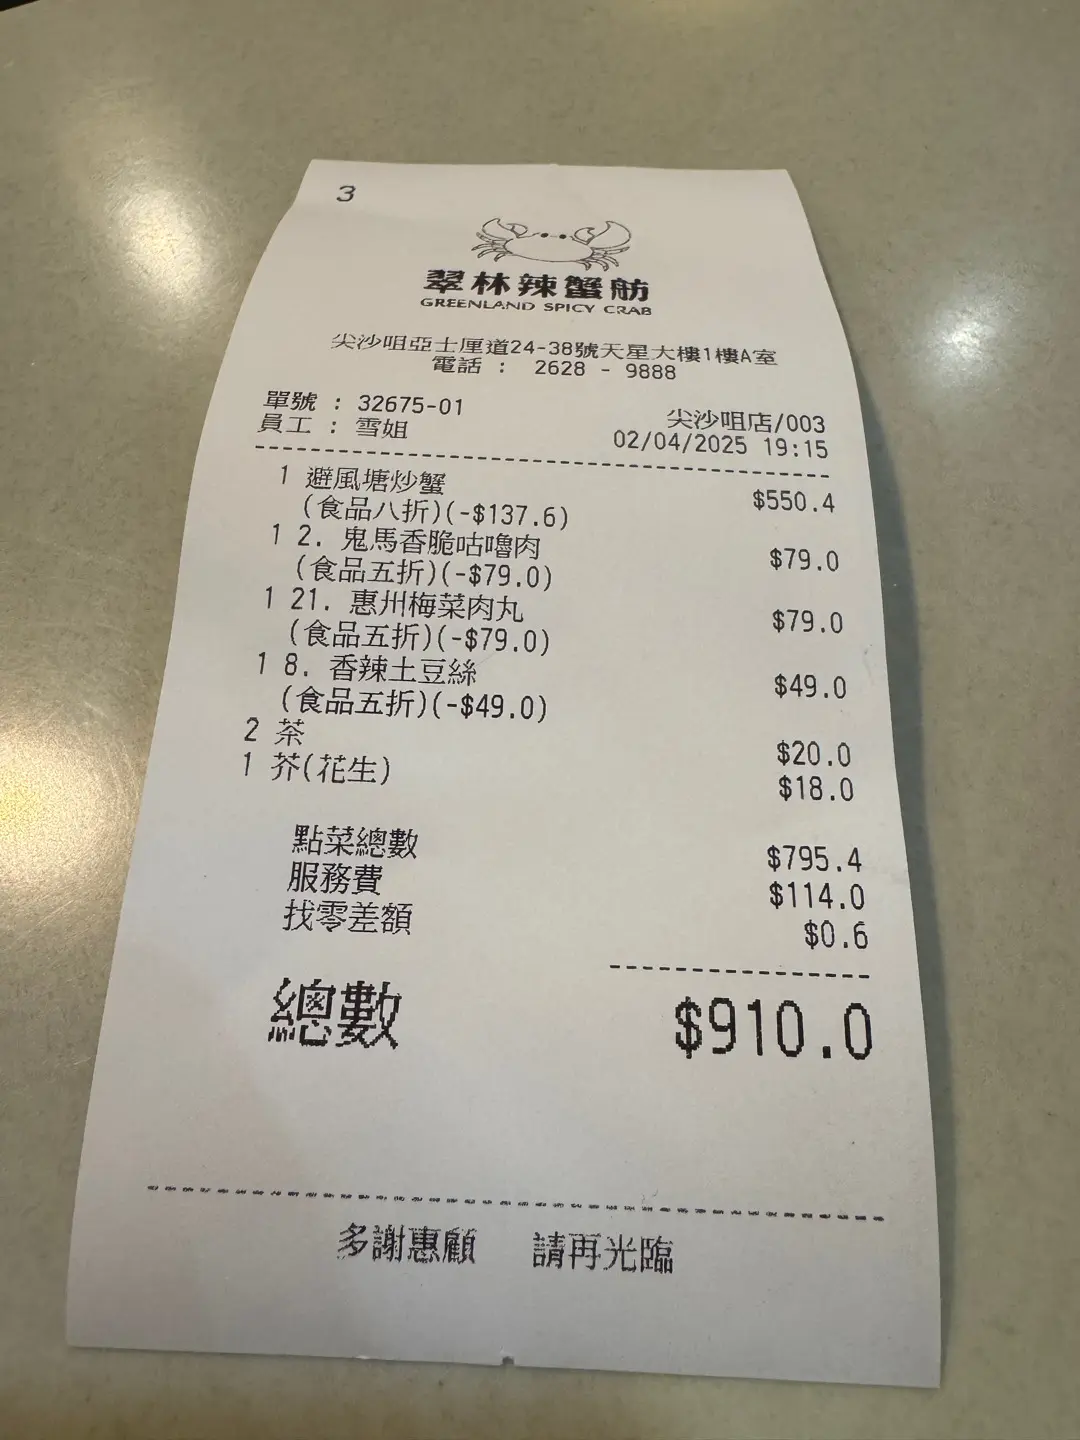 3
翠林辣蟹舫
GREENLAND SPICY CRAB
尖沙咀亞士厘道24-38號天星大樓1樓A室
電話 : 2628 - 9888
單號 : 32675-01
尖沙咀店/003
員工 : 雪姐
02/04/2025 19:15
1 避風塘炒蟹 $550.4
(食品八折)(-$137.6)
1 2. 鬼馬香脆咕嚕肉 $79.0
(食品五折)(-$79.0)
1 21. 惠州梅菜肉丸 $79.0
(食品五折)(-$79.0)
1 8. 香辣土豆絲 $49.0
(食品五折)(-$49.0)
2 茶 $20.0
1 芥(花生) $18.0
點菜總數 $795.4
服務費 $114.0
找零差額 $0.6
總數 $910.0
多謝惠顧 請再光臨